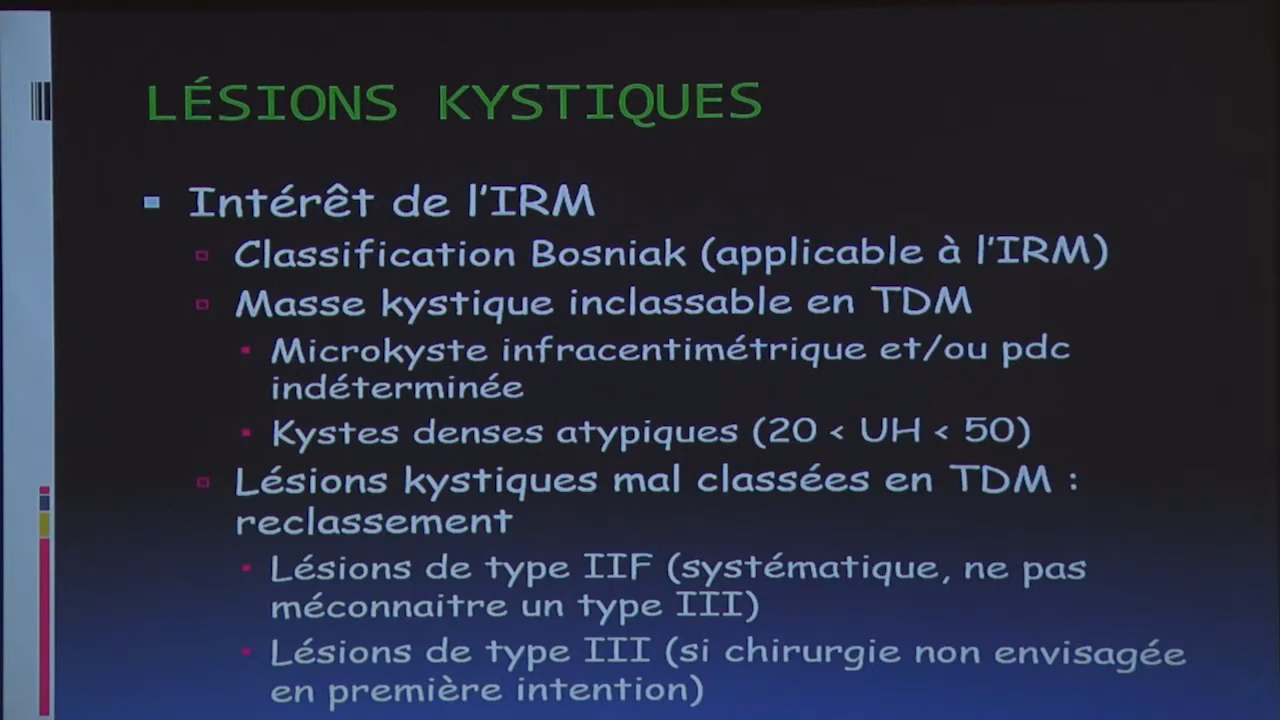 LÉSIONS KYSTIQUES
Intérêt de l'IRM
Classification Bosniak (applicable à l'IRM)
Masse kystique inclassable en TDM
Microkyste infracentimétrique et/ou pdc
indéterminée
Kystes denses atypiques (20 < UH < 50)
Lésions kystiques mal classées en TDM :
reclassement
Lésions de type IIF (systématique, ne pas
méconnaitre un type III)
Lésions de type III (si chirurgie non envisagée
en première intention)